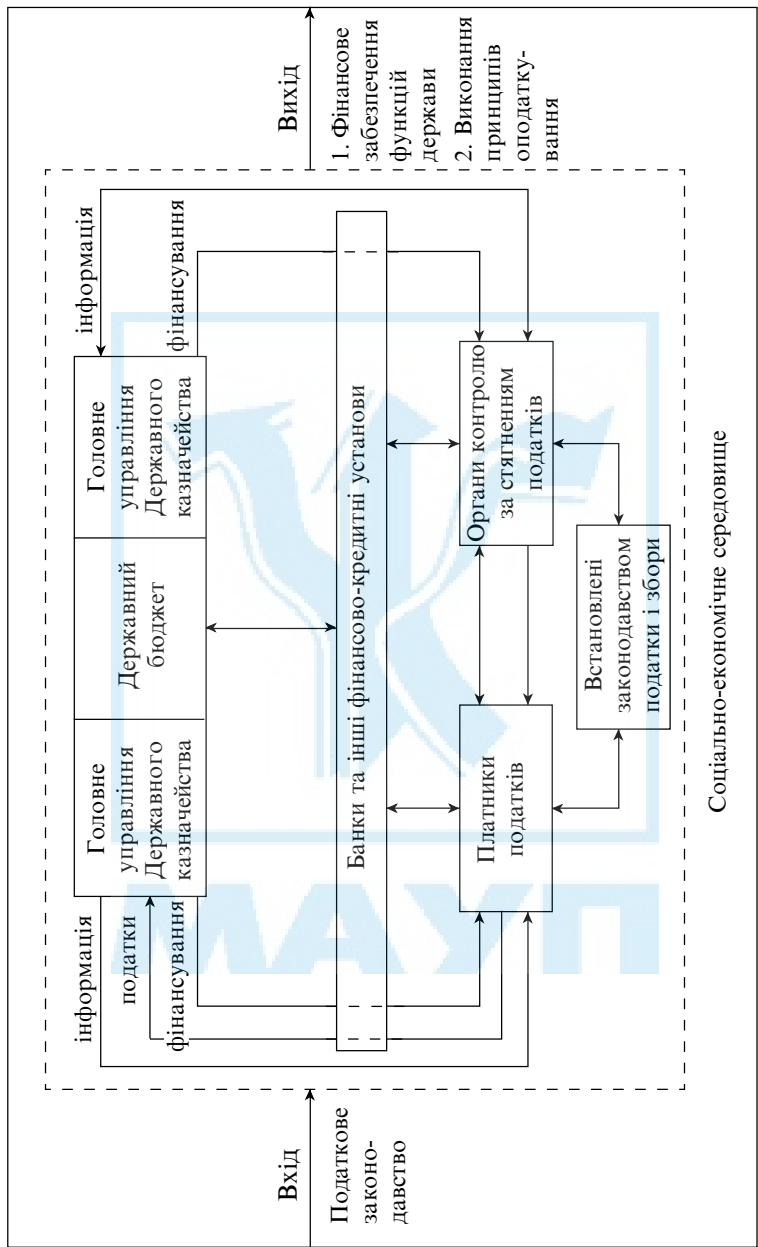 Вхід
Податкове
законо-
давство
інформація
податки
фінансування
Головне
управління
Державного
казначейства
Державний
бюджет
Головне
управління
Державного
казначейства
інформація
фінансування
Банки та інші фінансово-кредитні установи
Платники
податків
Органи контролю
за стягненням
податків
Встановлені
законодавством
податки і збори
Вихід
1. Фінансове
забезпечення
функцій
держави
2. Виконання
принципів
оподатку-
вання
Соціально-економічне середовище
МАУП